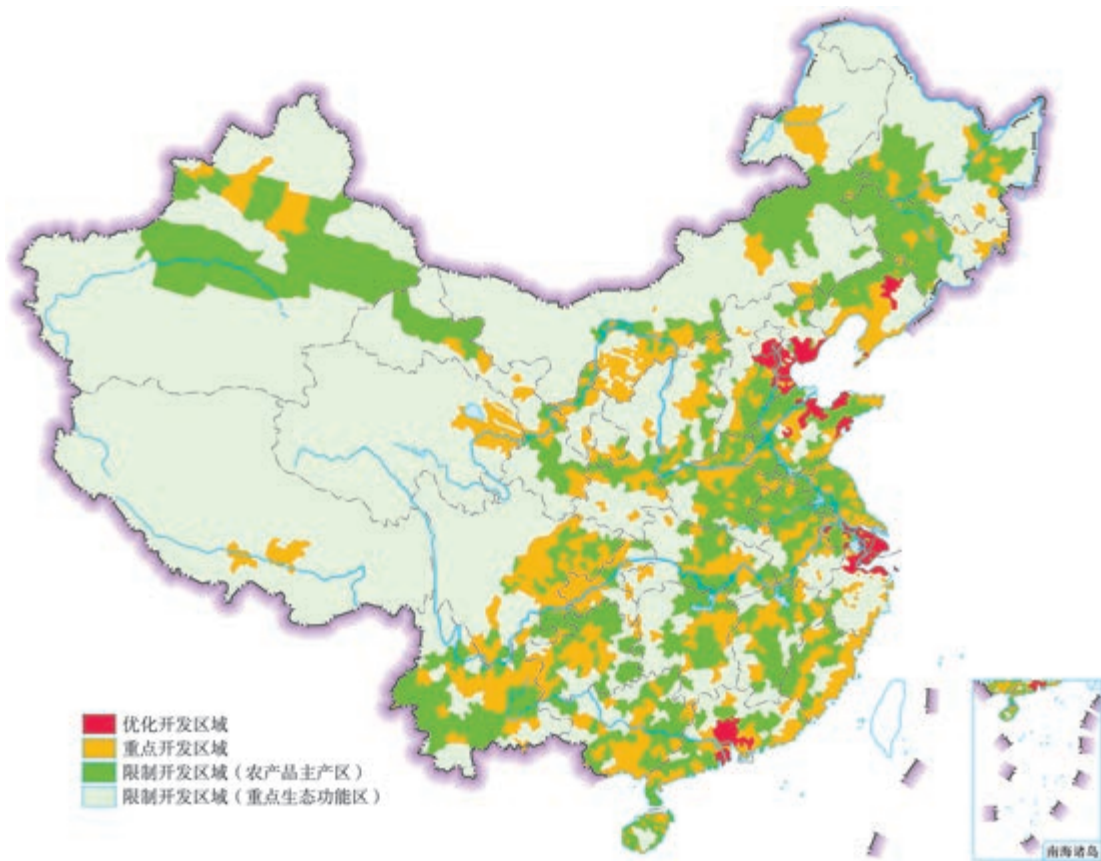 优化开发区域
重点开发区域
限制开发区域（农产品主产区）
限制开发区域（重点生态功能区）
南海诸岛